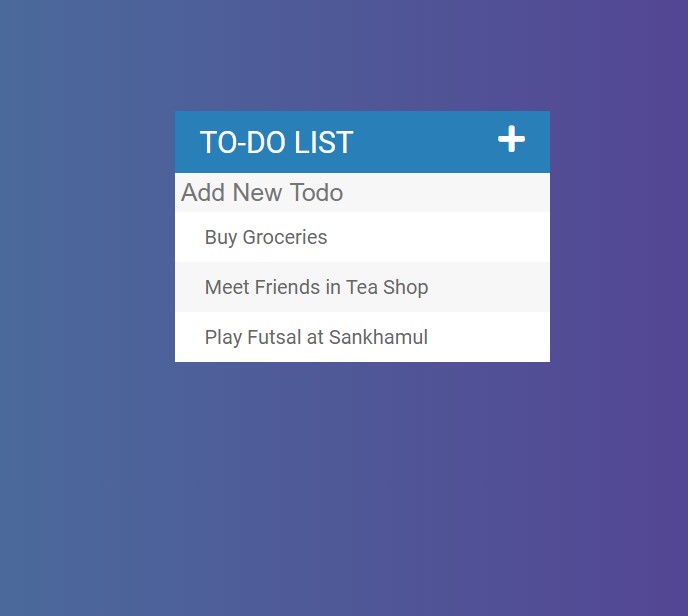 TO-DO LIST
Add New Todo
Buy Groceries
Meet Friends in Tea Shop
Play Futsal at Sankhamul